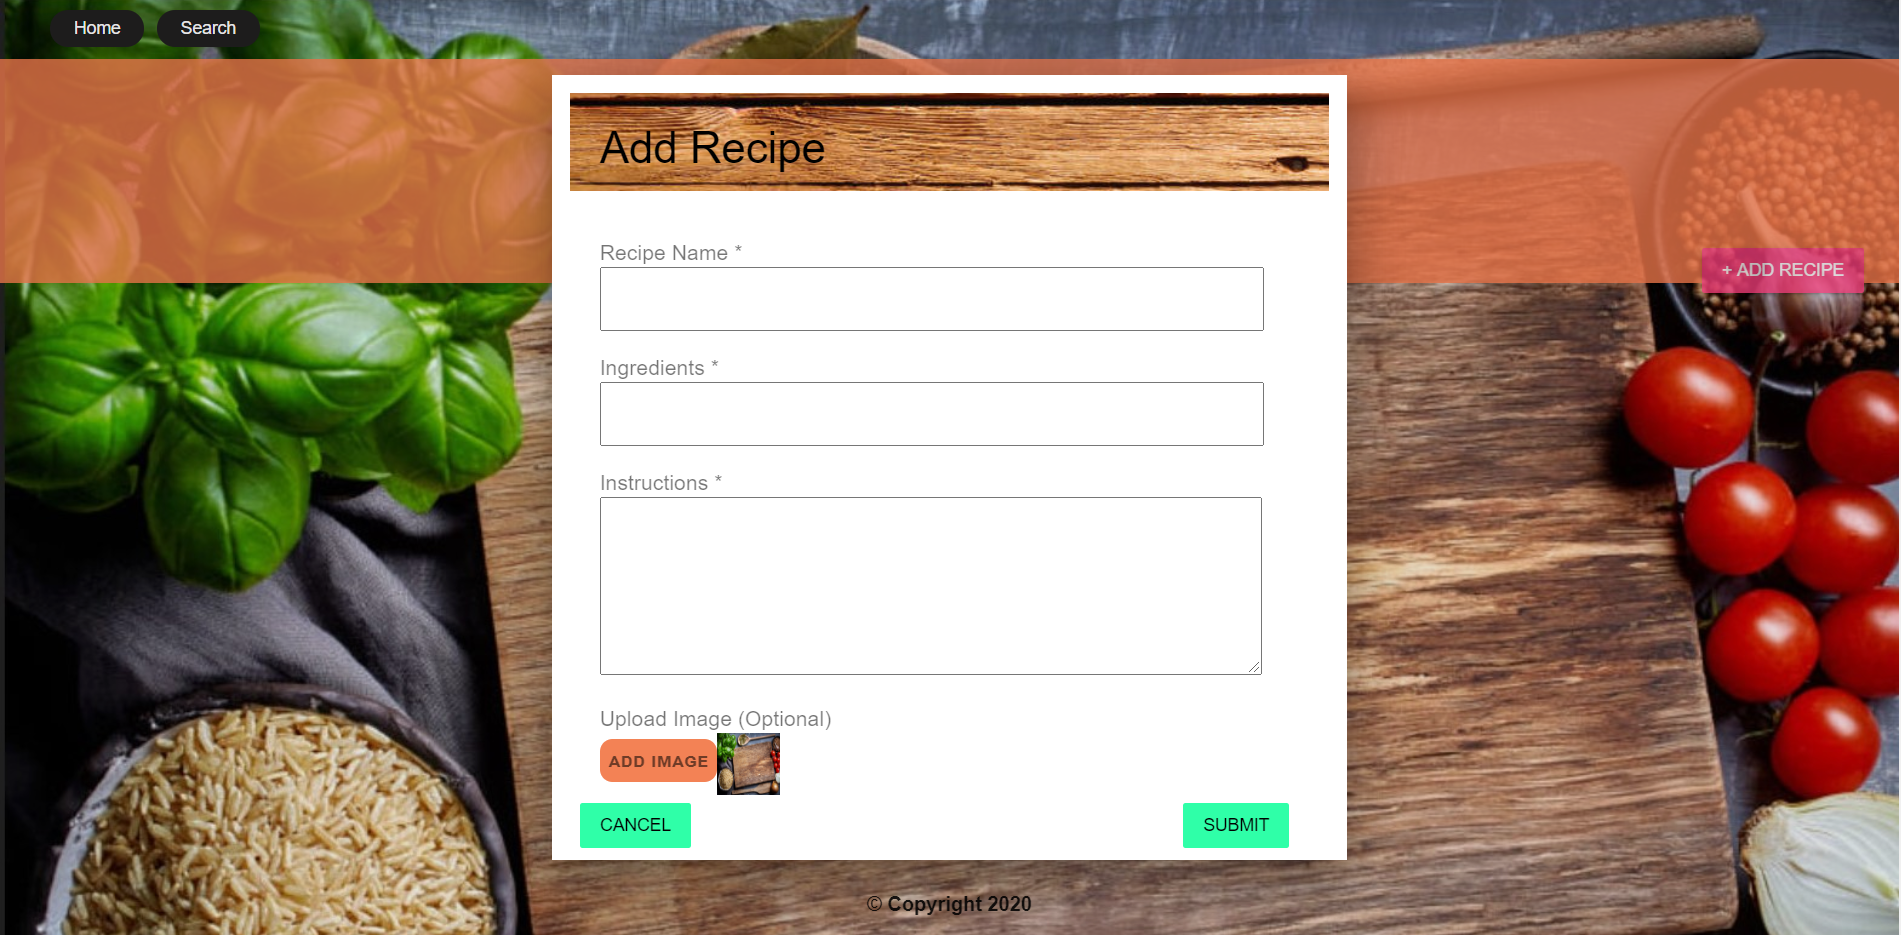 Home
Search
Add Recipe
Recipe Name *
+ ADD RECIPE
Ingredients *
Instructions *
Upload Image (Optional)
ADD IMAGE
CANCEL
SUBMIT
© Copyright 2020